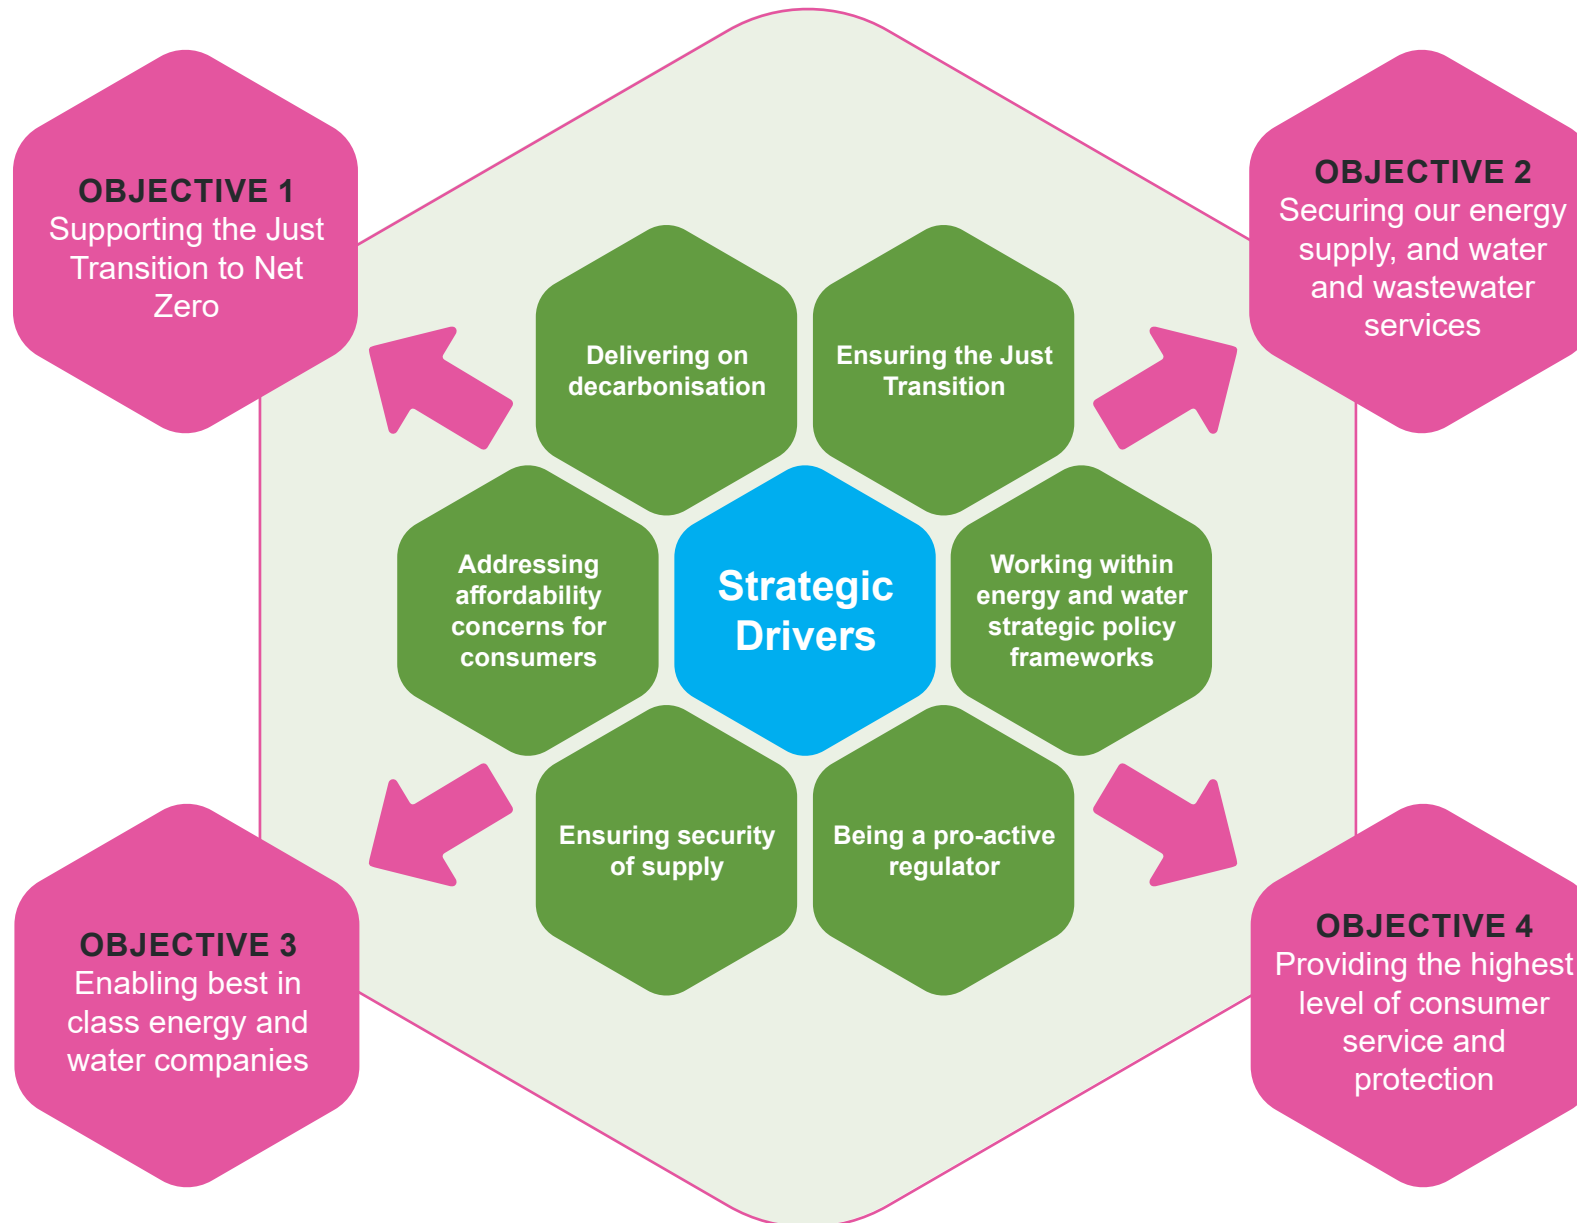 OBJECTIVE 1
Supporting the Just
Transition to Net
Zero
OBJECTIVE 2
Securing our energy
supply, and water
and wastewater
services
Delivering on
decarbonisation
Ensuring the Just
Transition
Addressing
affordability
concerns for
consumers
Strategic
Drivers
Working within
energy and water
strategic policy
frameworks
Ensuring security
of supply
Being a pro-active
regulator
OBJECTIVE 3
Enabling best in
class energy and
water companies
OBJECTIVE 4
Providing the highest
level of consumer
service and
protection